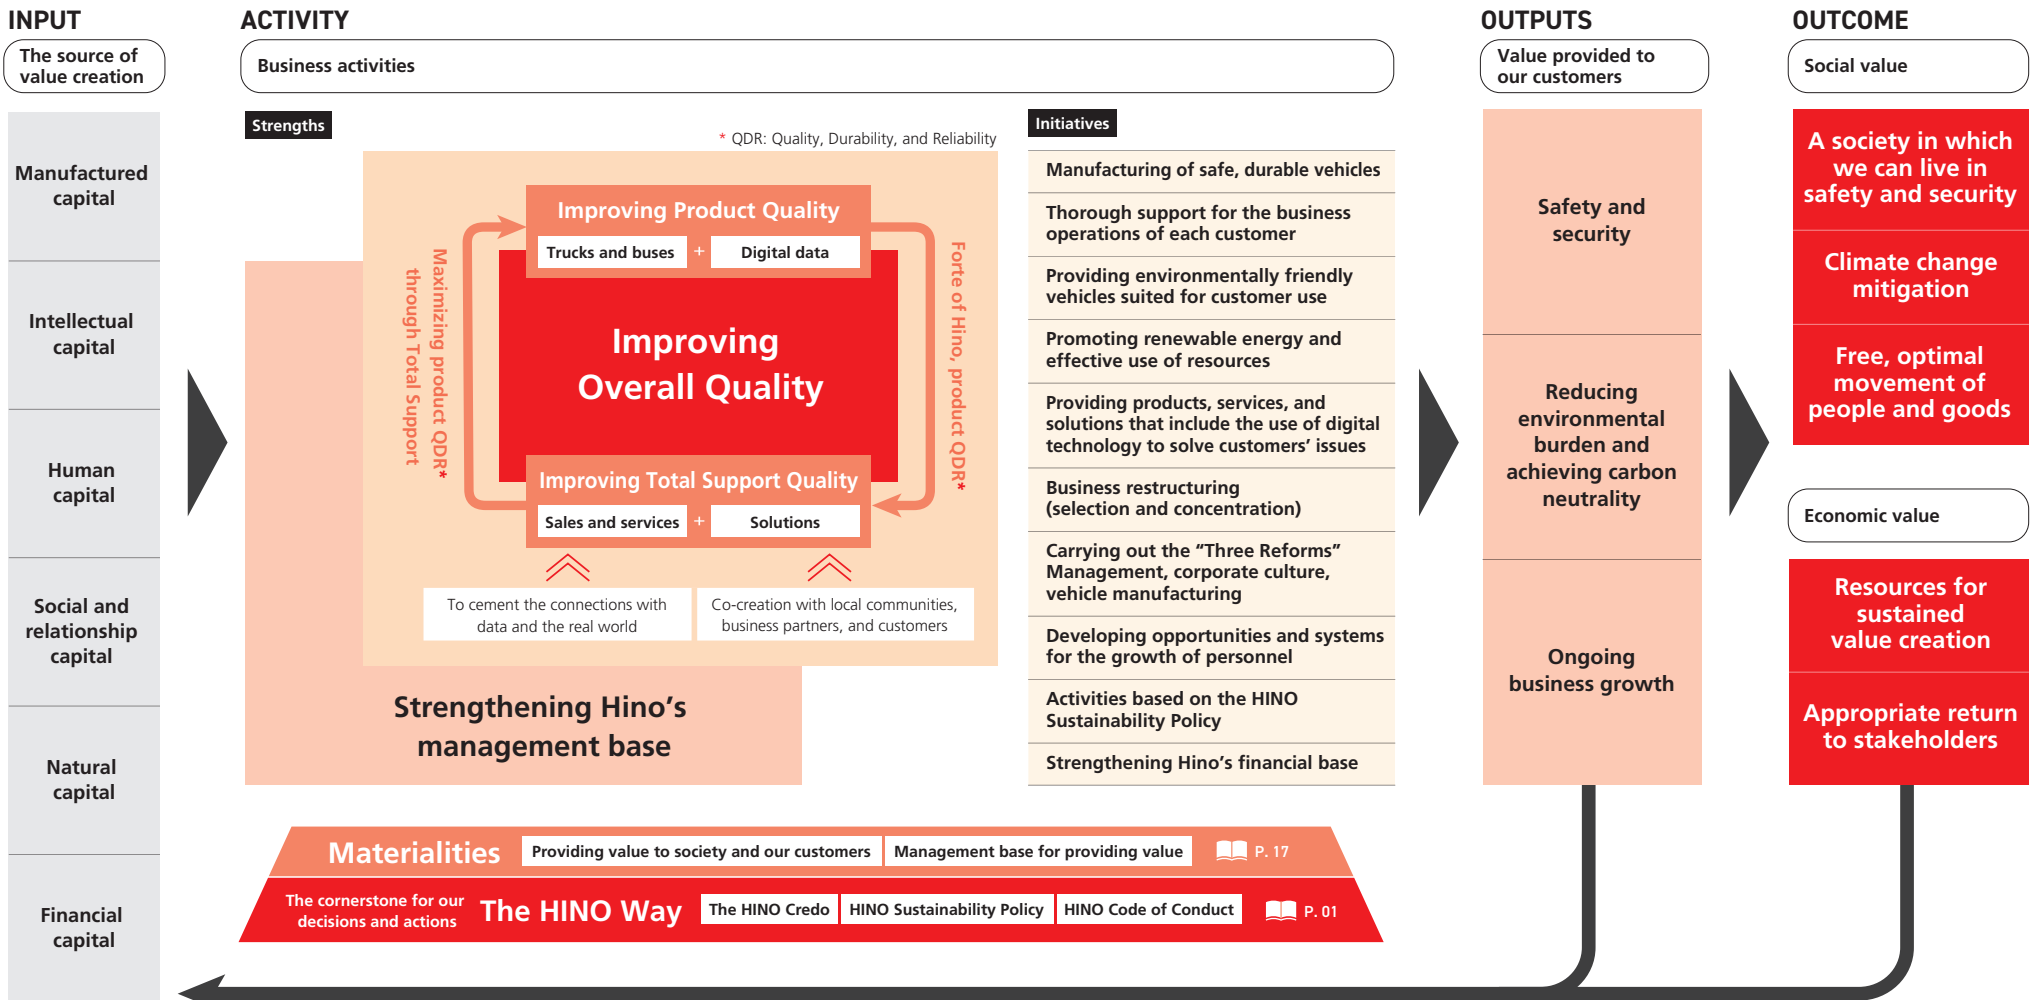 INPUT
The source of
value creation
Manufactured
capital
Intellectual
capital
Human
capital
Social and
relationship
capital
Natural
capital
Financial
capital
ACTIVITY
Business activities
Strengths
* QDR: Quality, Durability, and Reliability
Improving Product Quality
Trucks and buses + Digital data
Maximizing product QDR*
through Total Support
Forte of Hino, product QDR*
Improving
Overall Quality
Improving Total Support Quality
Sales and services + Solutions
To cement the connections with
data and the real world
Co-creation with local communities,
business partners, and customers
Strengthening Hino’s
management base
Initiatives
Manufacturing of safe, durable vehicles
Thorough support for the business
operations of each customer
Providing environmentally friendly
vehicles suited for customer use
Promoting renewable energy and
effective use of resources
Providing products, services, and
solutions that include the use of digital
technology to solve customers’ issues
Business restructuring
(selection and concentration)
Carrying out the “Three Reforms”
Management, corporate culture,
vehicle manufacturing
Developing opportunities and systems
for the growth of personnel
Activities based on the HINO
Sustainability Policy
Strengthening Hino’s financial base
Materialities Providing value to society and our customers Management base for providing value P. 17
The cornerstone for our
decisions and actions
The HINO Way The HINO Credo HINO Sustainability Policy HINO Code of Conduct P. 01
OUTPUTS
Value provided to
our customers
Safety and
security
Reducing
environmental
burden and
achieving carbon
neutrality
Ongoing
business growth
OUTCOME
Social value
A society in which
we can live in
safety and security
Climate change
mitigation
Free, optimal
movement of
people and goods
Economic value
Resources for
sustained
value creation
Appropriate return
to stakeholders